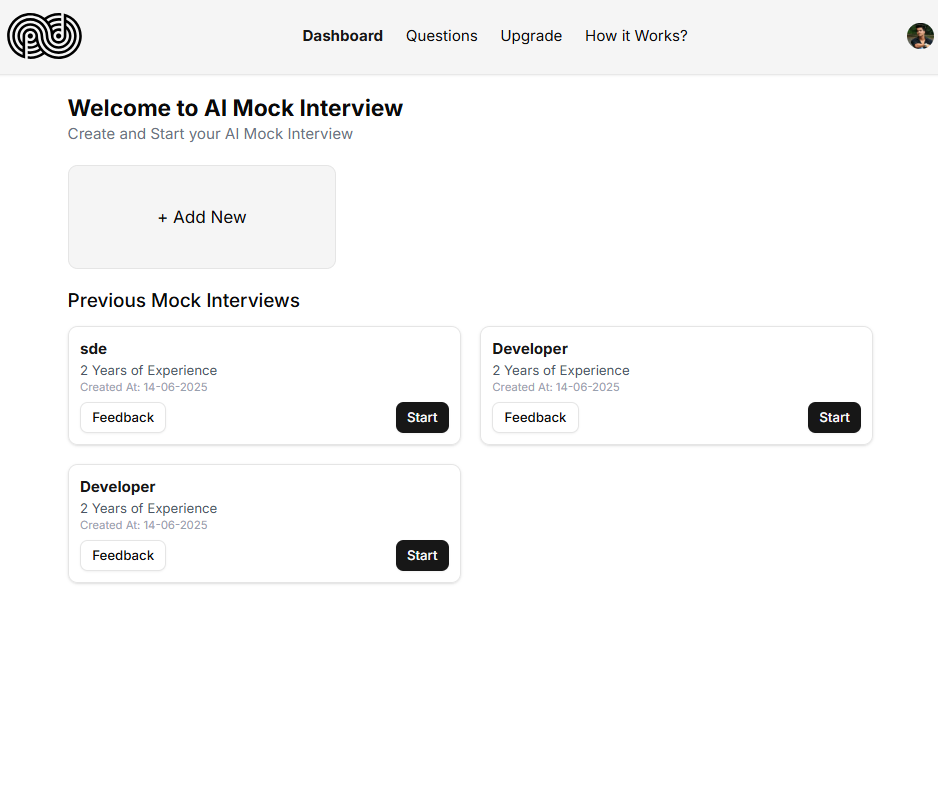 Dashboard Questions Upgrade How it Works?
Welcome to AI Mock Interview
Create and Start your AI Mock Interview
+ Add New
Previous Mock Interviews
sde
2 Years of Experience
Created At: 14-06-2025
Feedback Start
Developer
2 Years of Experience
Created At: 14-06-2025
Feedback Start
Developer
2 Years of Experience
Created At: 14-06-2025
Feedback Start